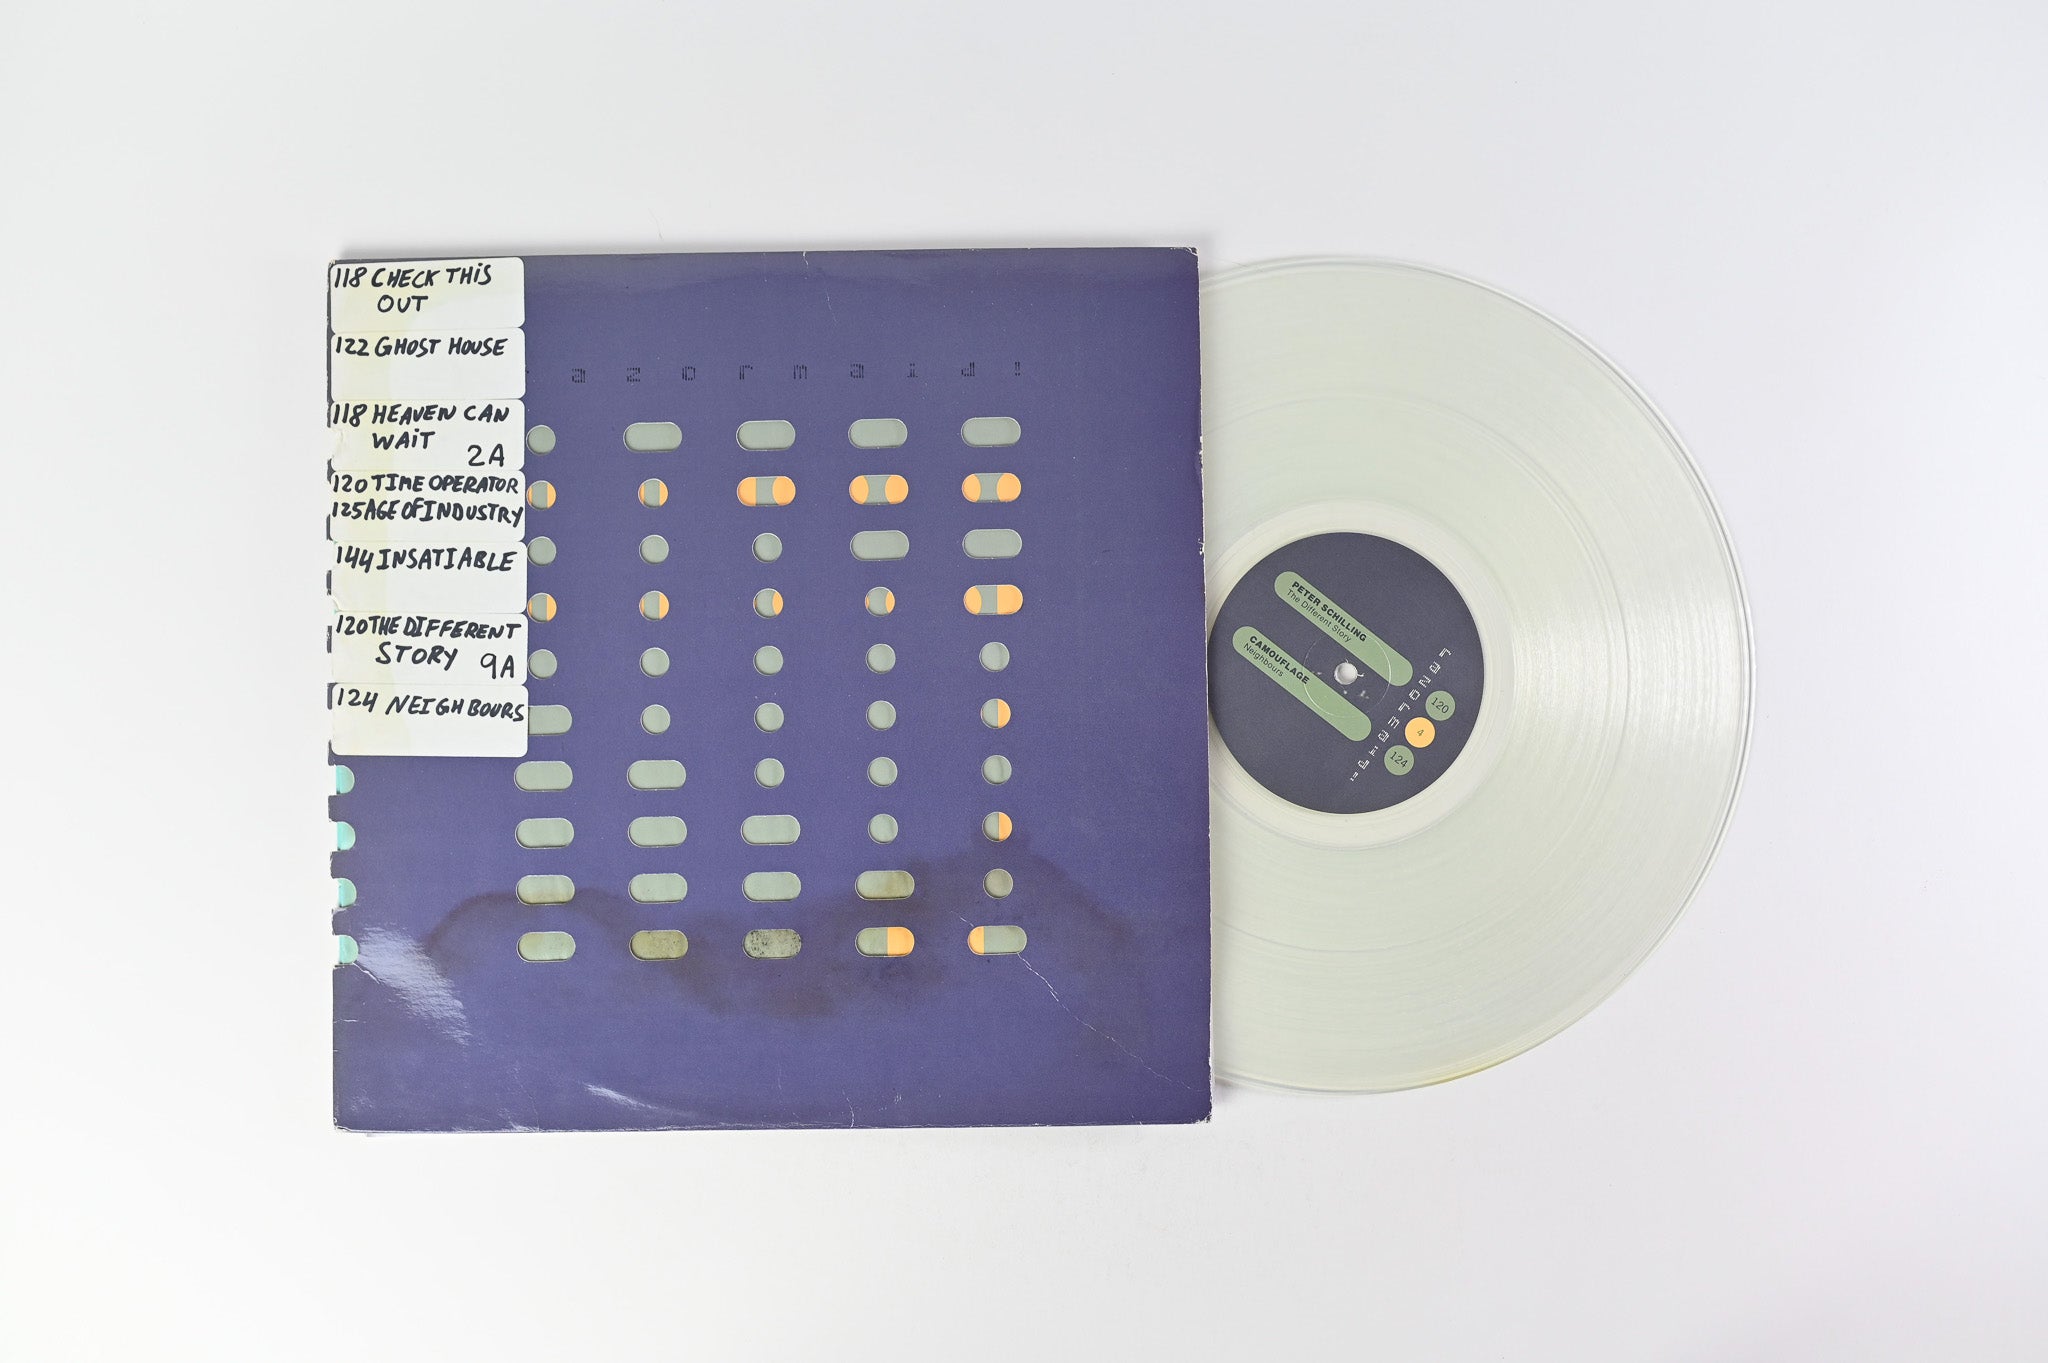 118 CHECK THiS
OUT
122 GHOST HOUSE
118 HEAVEN CAN
WAiT 2A
120 TIME OPERATOR
125 AGE OF INDUSTRY
144 INSATIABLE
120 THE DIFFERENT
STORY 9A
124 NEIGHBOURS
azormaid!
PETER SCHILLING
The Different Story
CAMOUFLAGE
Neighbours
120
4
124